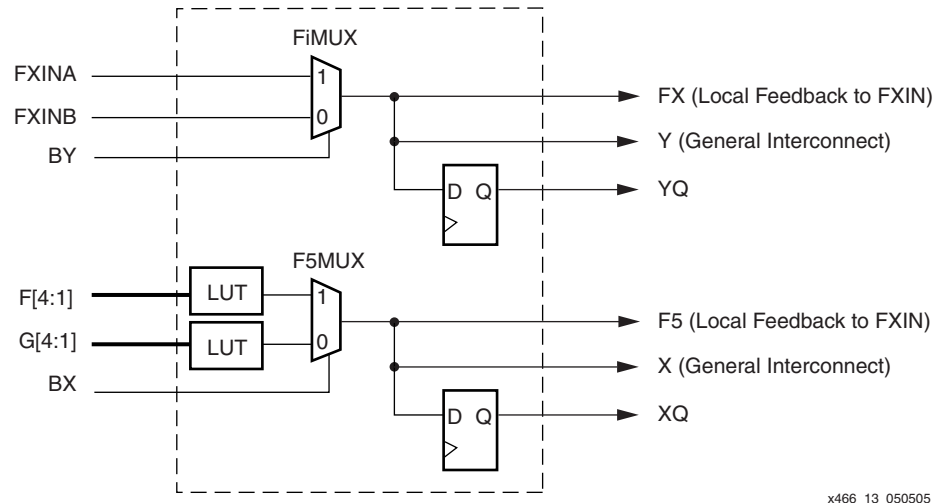 FiMUX
FXINA
1
FX (Local Feedback to FXIN)
FXINB
0
Y (General Interconnect)
BY
D Q
YQ
F5MUX
F[4:1]
LUT
1
F5 (Local Feedback to FXIN)
G[4:1]
LUT
0
X (General Interconnect)
BX
D Q
XQ
x466_13_050505